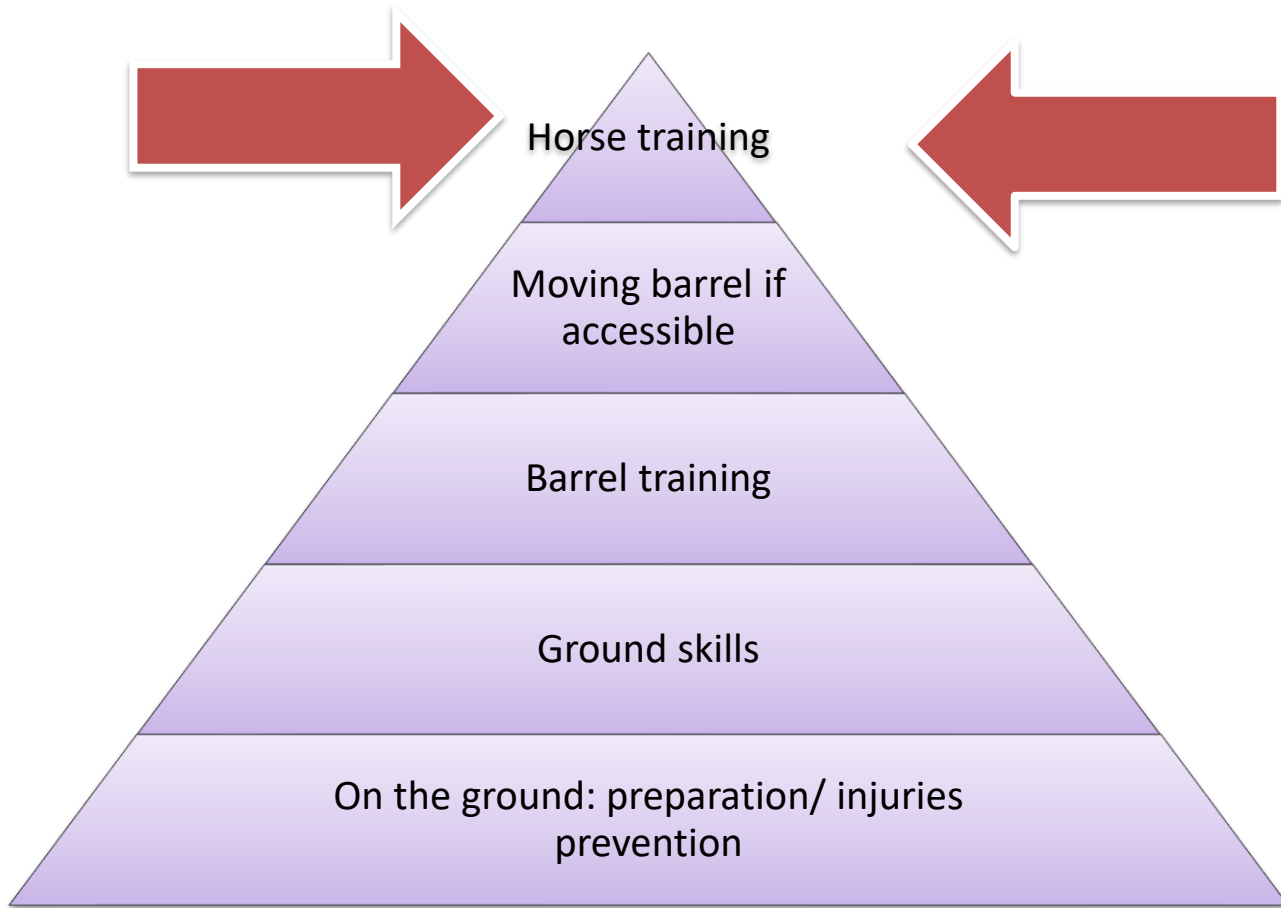 Horse training
Moving barrel if
accessible
Barrel training
Ground skills
On the ground: preparation/ injuries
prevention